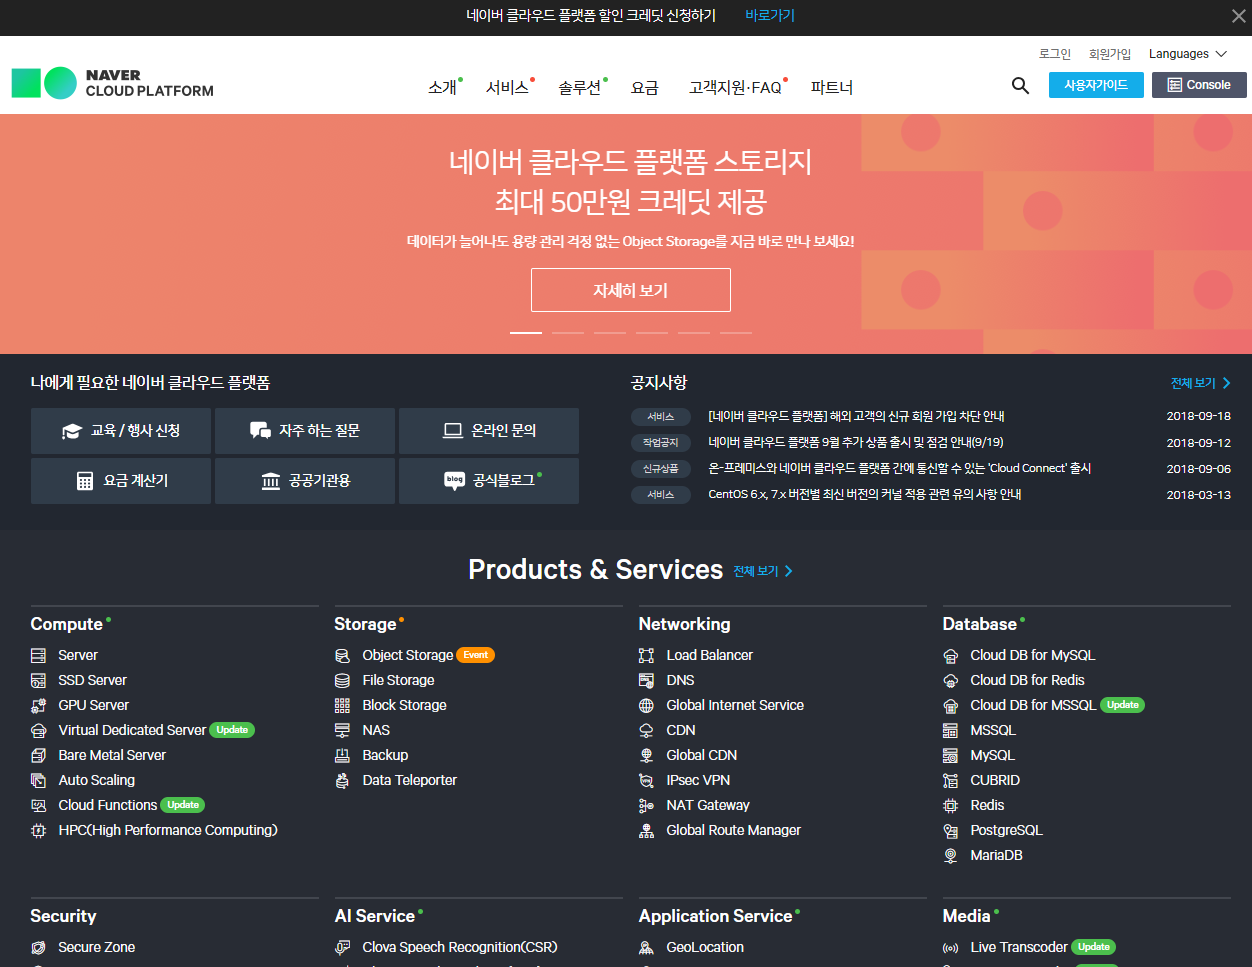 네이버 클라우드 플랫폼 할인 크레딧 신청하기 바로가기
로그인 회원가입 Languages
NAVER
CLOUD PLATFORM
소개 서비스 솔루션 요금 고객지원·FAQ 파트너
사용자가이드 Console
네이버 클라우드 플랫폼 스토리지
최대 50만원 크레딧 제공
데이터가 늘어나도 용량 관리 걱정 없는 Object Storage를 지금 바로 만나 보세요!
자세히 보기
나에게 필요한 네이버 클라우드 플랫폼
교육 / 행사 신청 자주 하는 질문 온라인 문의
요금 계산기 공공기관용 blog 공식블로그
공지사항 전체 보기
서비스 [네이버 클라우드 플랫폼] 해외 고객의 신규 회원 가입 차단 안내 2018-09-18
작업공지 네이버 클라우드 플랫폼 9월 추가 상품 출시 및 점검 안내(9/19) 2018-09-12
신규상품 온-프레미스와 네이버 클라우드 플랫폼 간에 통신할 수 있는 'Cloud Connect' 출시 2018-09-06
서비스 CentOS 6.x, 7.x 버전별 최신 버전의 커널 적용 관련 유의 사항 안내 2018-03-13
Products & Services 전체 보기
Compute
Server
SSD Server
GPU Server
Virtual Dedicated Server Update
Bare Metal Server
Auto Scaling
Cloud Functions Update
HPC(High Performance Computing)
Storage
Object Storage Event
File Storage
Block Storage
NAS
Backup
Data Teleporter
Networking
Load Balancer
DNS
Global Internet Service
CDN
Global CDN
IPsec VPN
NAT Gateway
Global Route Manager
Database
Cloud DB for MySQL
Cloud DB for Redis
Cloud DB for MSSQL Update
MSSQL
MySQL
CUBRID
Redis
PostgreSQL
MariaDB
Security
Secure Zone
AI Service
Clova Speech Recognition(CSR)
Application Service
GeoLocation
Media
Live Transcoder Update